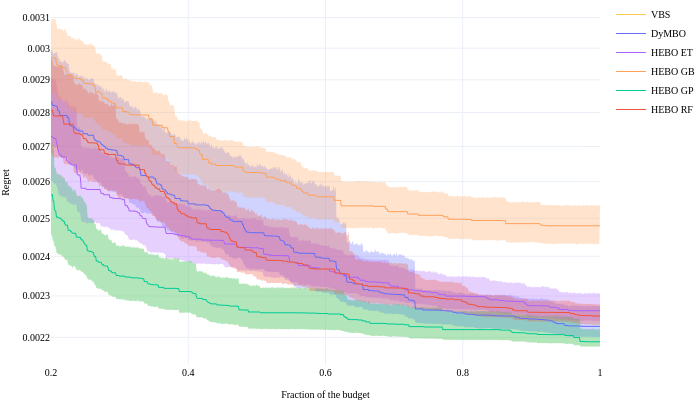 0.0031
0.003
0.0029
0.0028
0.0027
0.0026
0.0025
0.0024
0.0023
0.0022
Regret
0.2 0.4 0.6 0.8 1
Fraction of the budget
VBS
DyMBO
HEBO ET
HEBO GB
HEBO GP
HEBO RF